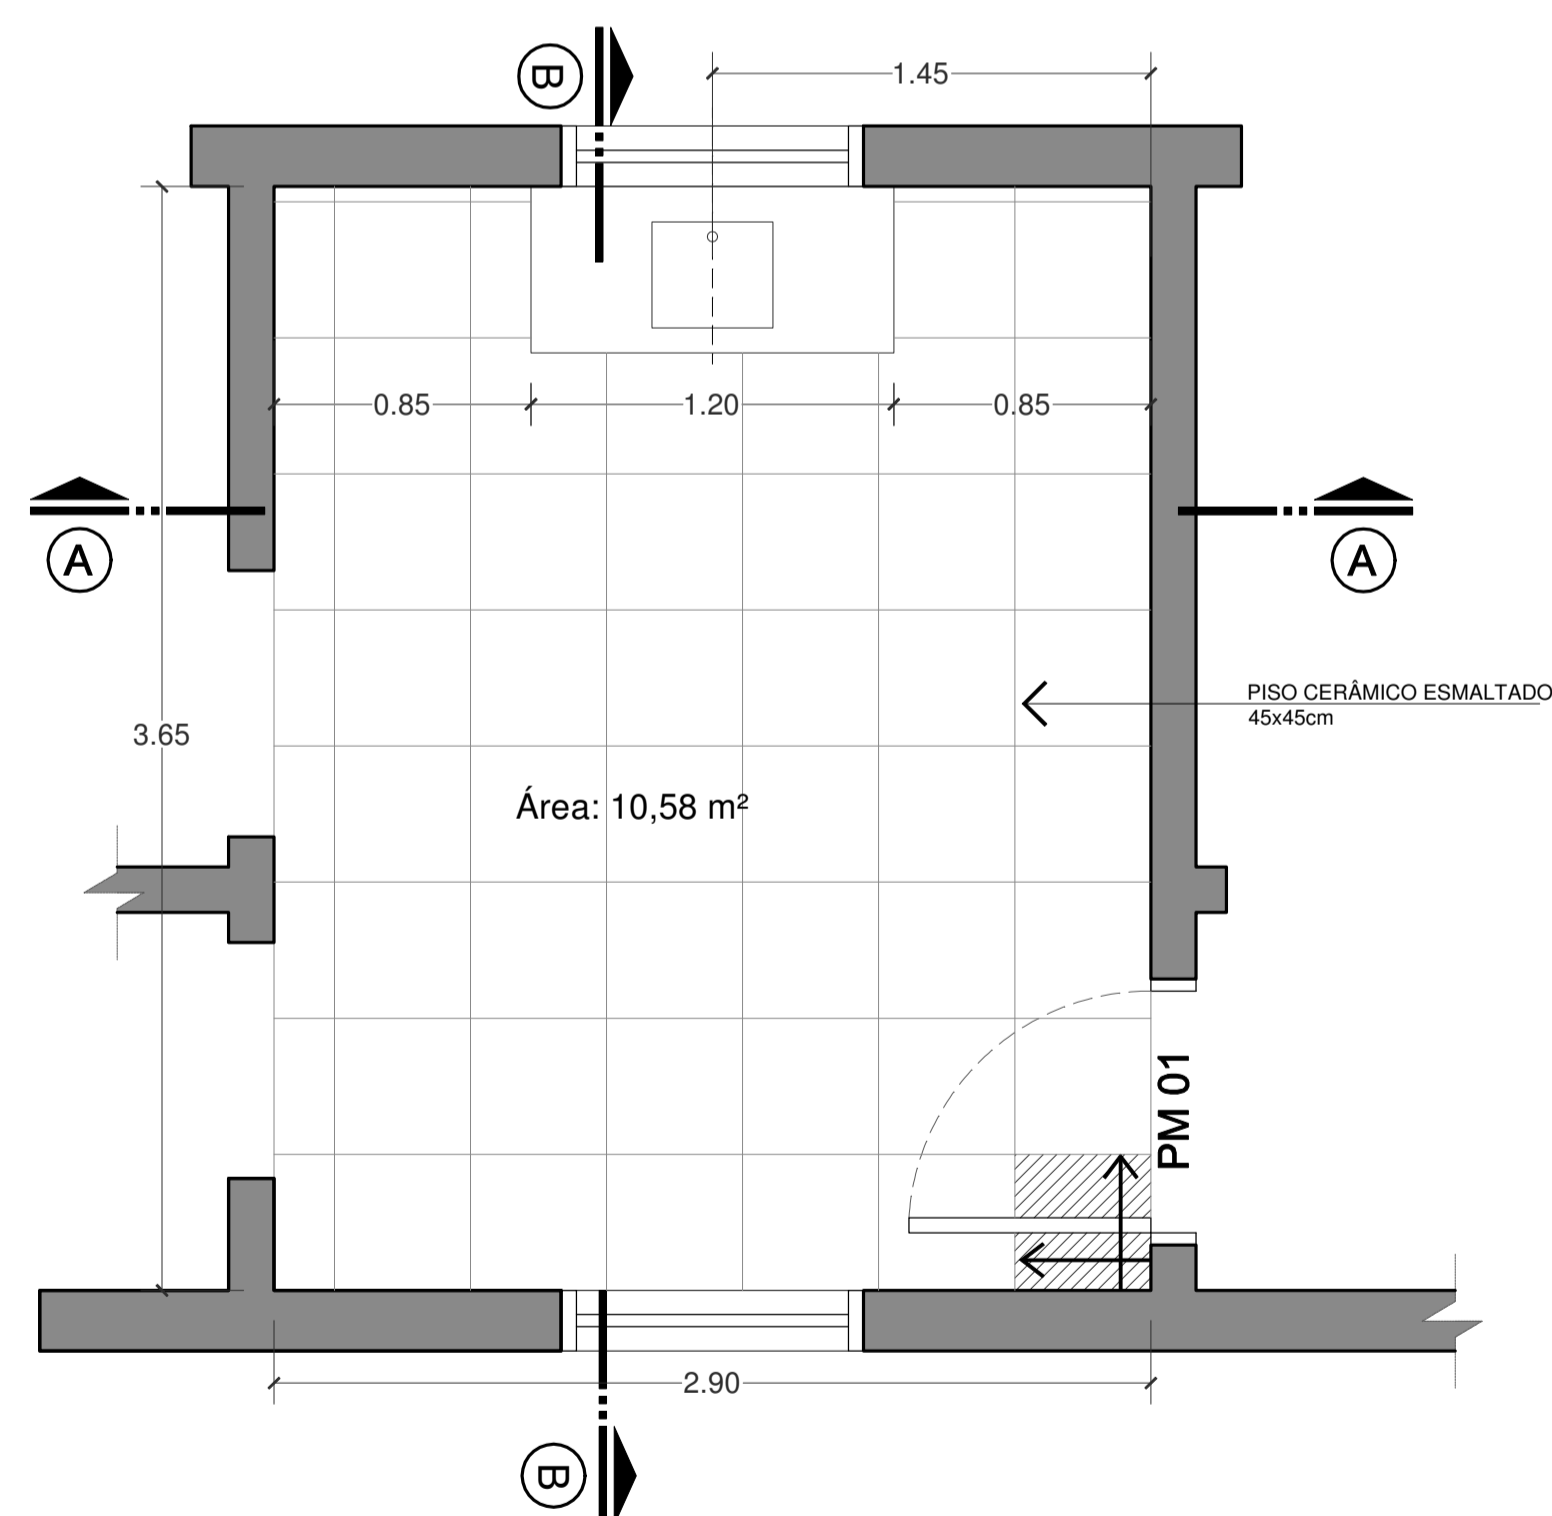 B
1.45
0.85
1.20
0.85
A
A
PISO CERÂMICO ESMALTADO
45x45cm
3.65
Área: 10,58 m²
PM 01
2.90
B